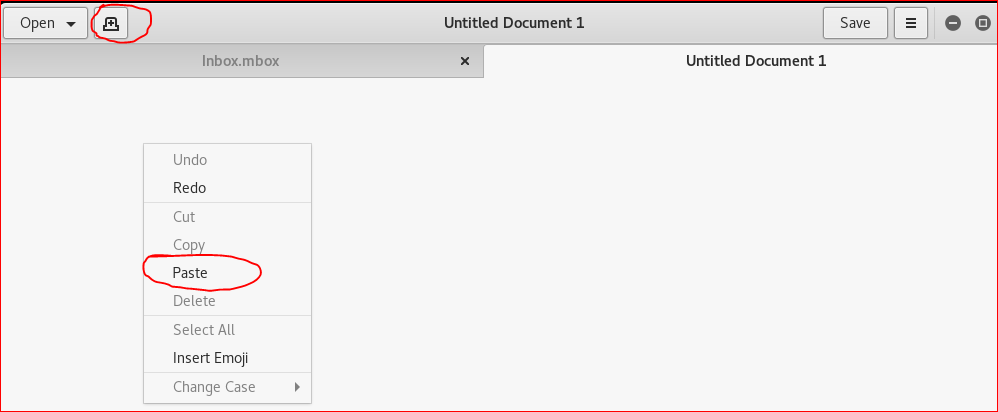 Open
Untitled Document 1
Save
Inbox.mbox
Untitled Document 1
Undo
Redo
Cut
Copy
Paste
Delete
Select All
Insert Emoji
Change Case